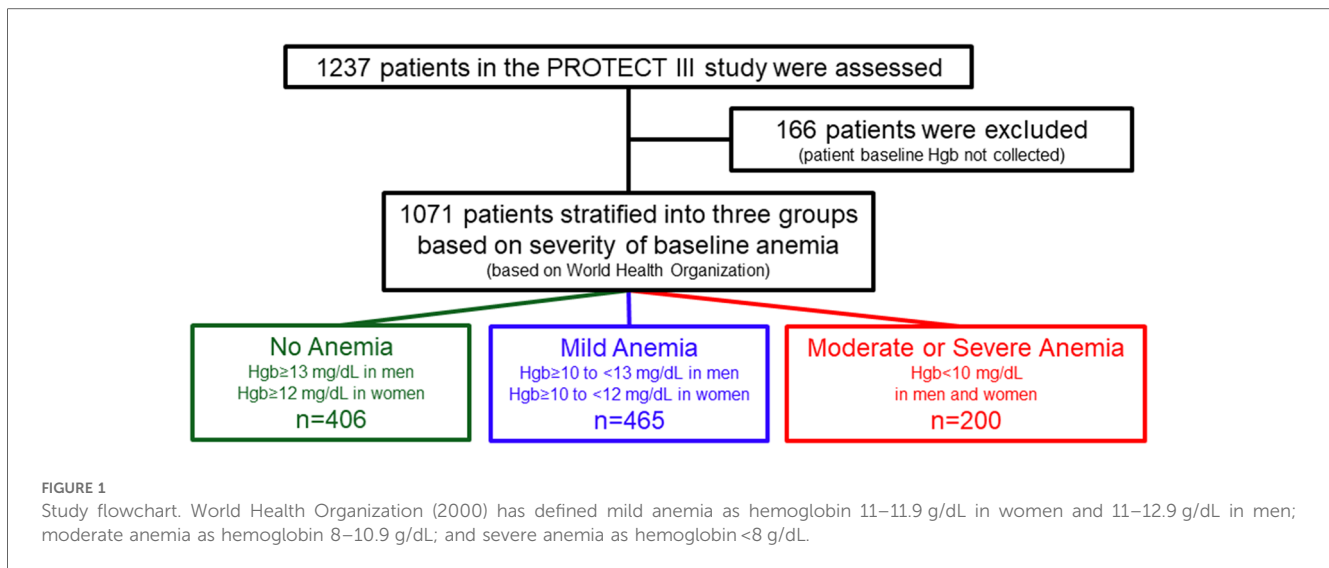 1237 patients in the PROTECT III study were assessed
166 patients were excluded
(patient baseline Hgb not collected)
1071 patients stratified into three groups
based on severity of baseline anemia
(based on World Health Organization)
No Anemia
Hgb≥13 mg/dL in men
Hgb≥12 mg/dL in women
n=406
Mild Anemia
Hgb≥10 to <13 mg/dL in men
Hgb≥10 to <12 mg/dL in women
n=465
Moderate or Severe Anemia
Hgb<10 mg/dL
in men and women
n=200
FIGURE 1
Study flowchart. World Health Organization (2000) has defined mild anemia as hemoglobin 11–11.9 g/dL in women and 11–12.9 g/dL in men;
moderate anemia as hemoglobin 8–10.9 g/dL; and severe anemia as hemoglobin <8 g/dL.